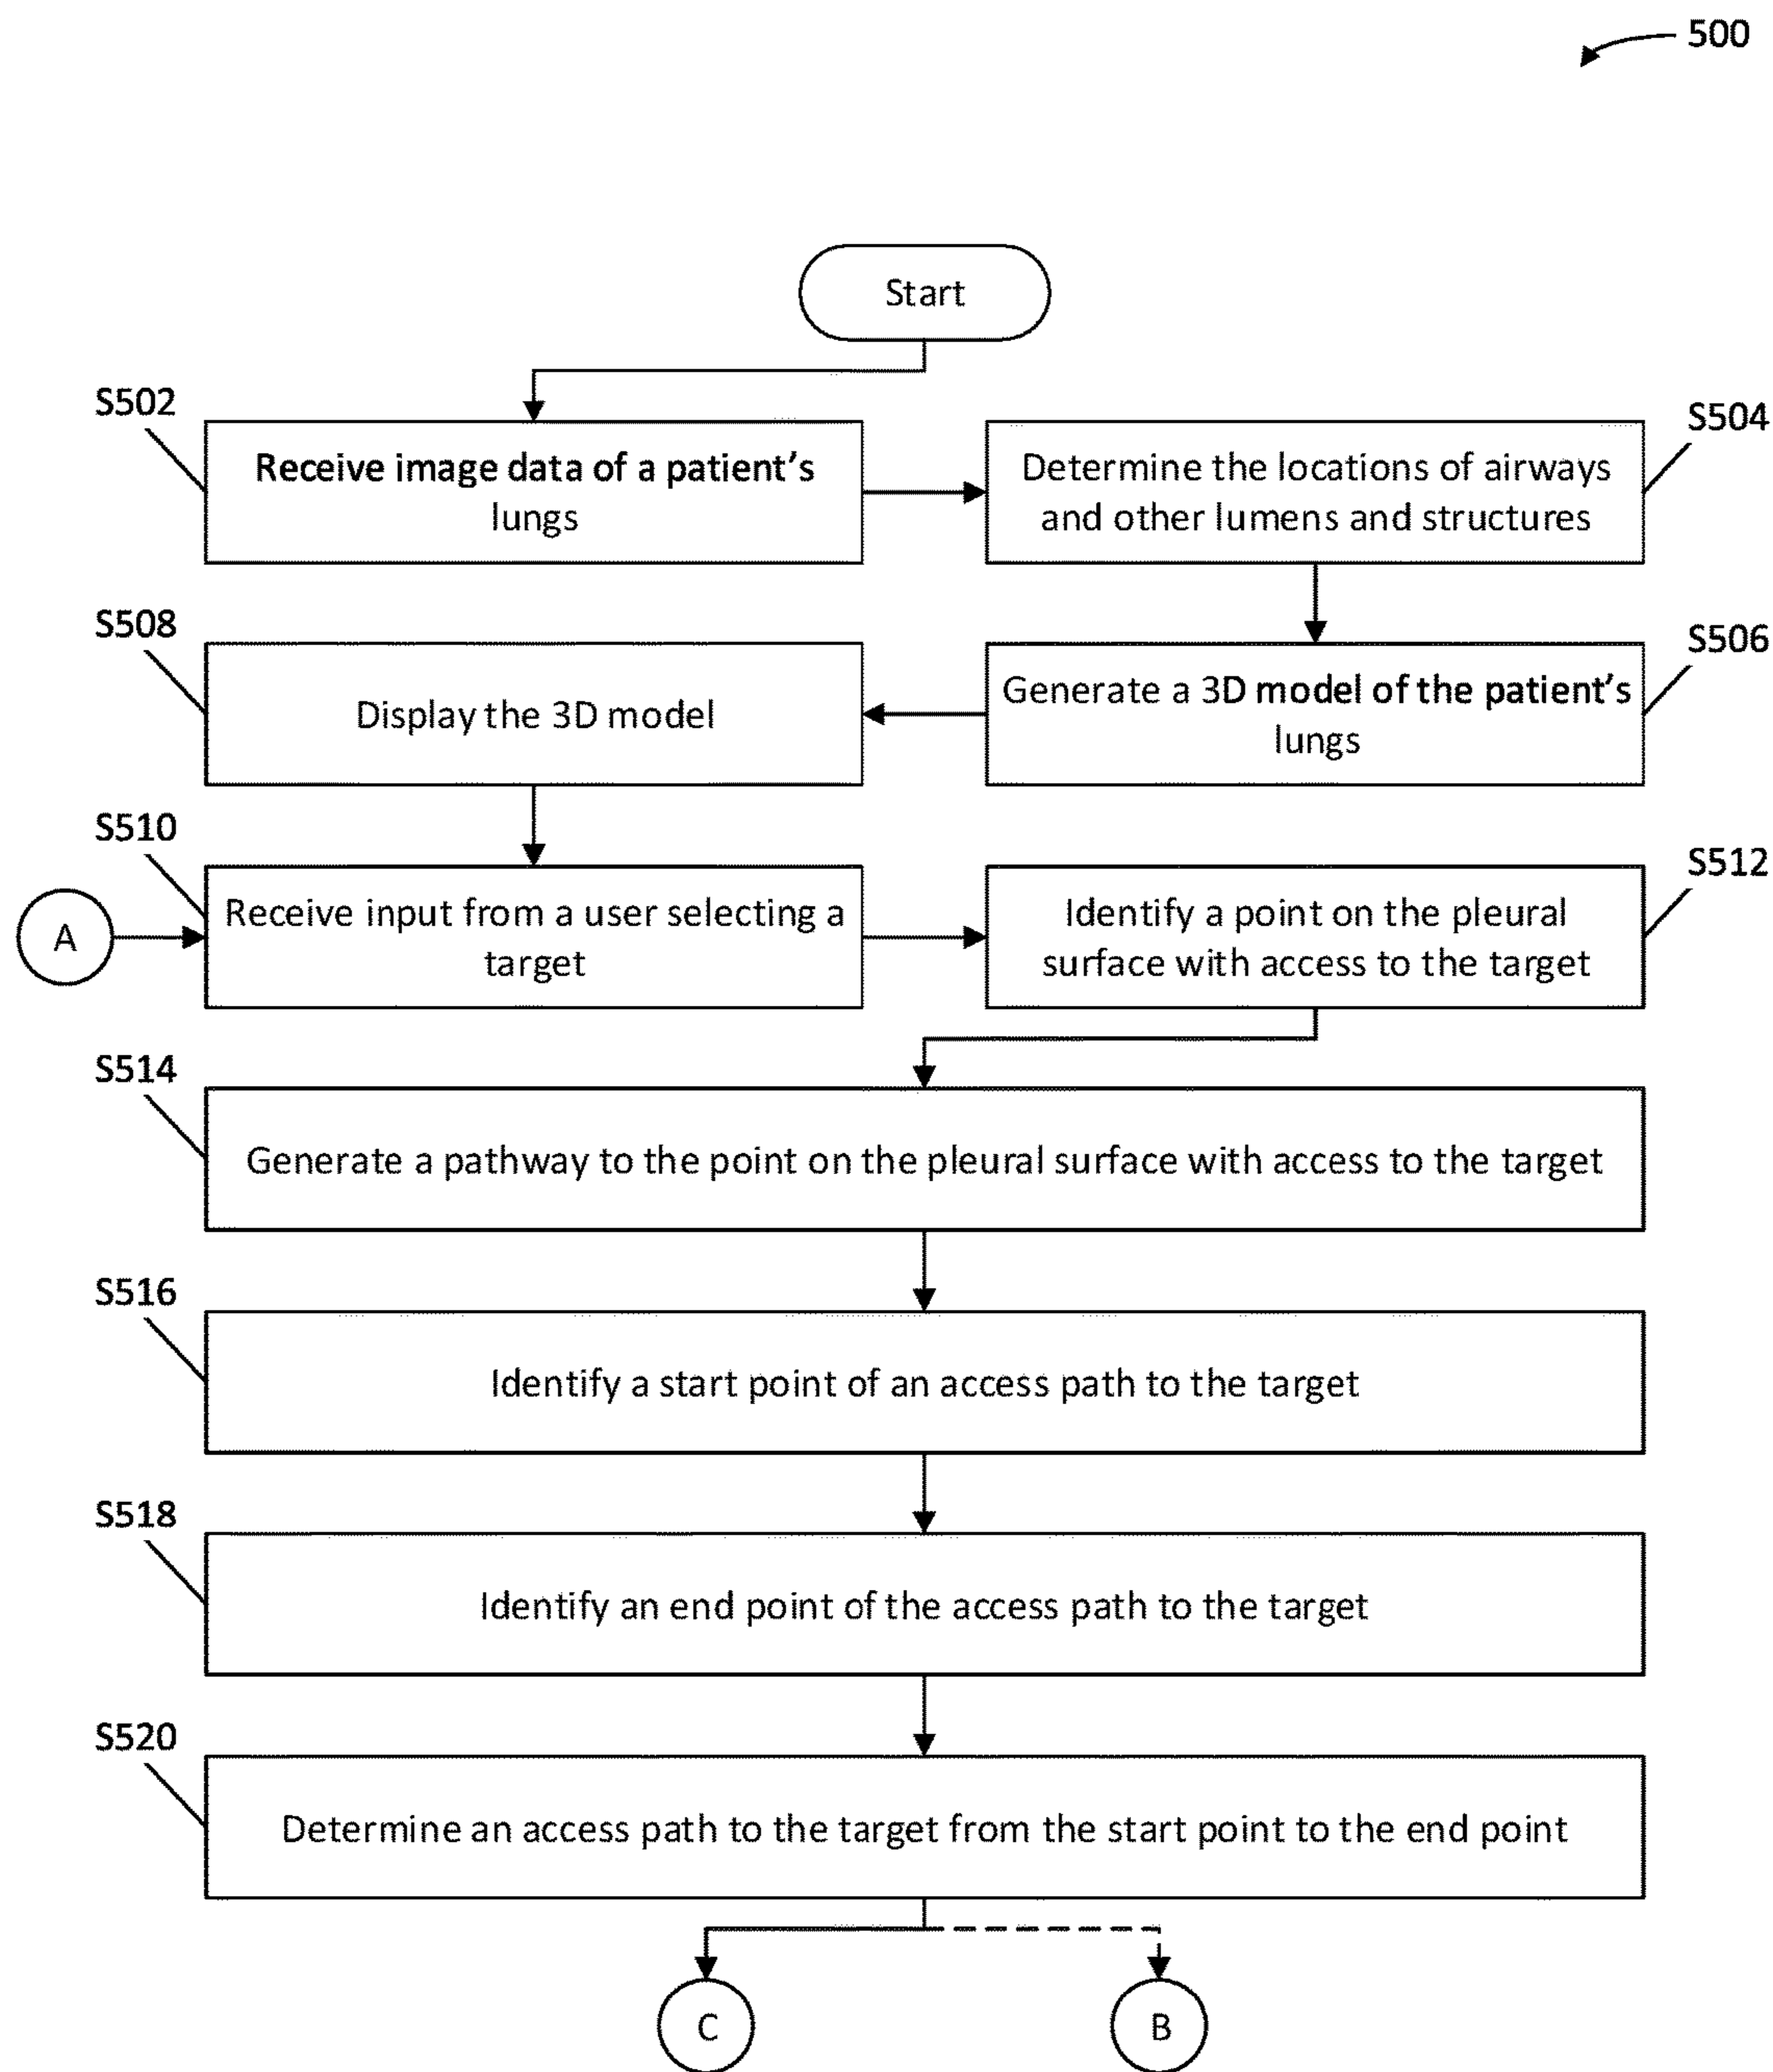 500
Start
S502
Receive image data of a patient’s
lungs
S504
Determine the locations of airways
and other lumens and structures
S508
Display the 3D model
S506
Generate a 3D model of the patient’s
lungs
S510
A
Receive input from a user selecting a
target
S512
Identify a point on the pleural
surface with access to the target
S514
Generate a pathway to the point on the pleural surface with access to the target
S516
Identify a start point of an access path to the target
S518
Identify an end point of the access path to the target
S520
Determine an access path to the target from the start point to the end point
C
B